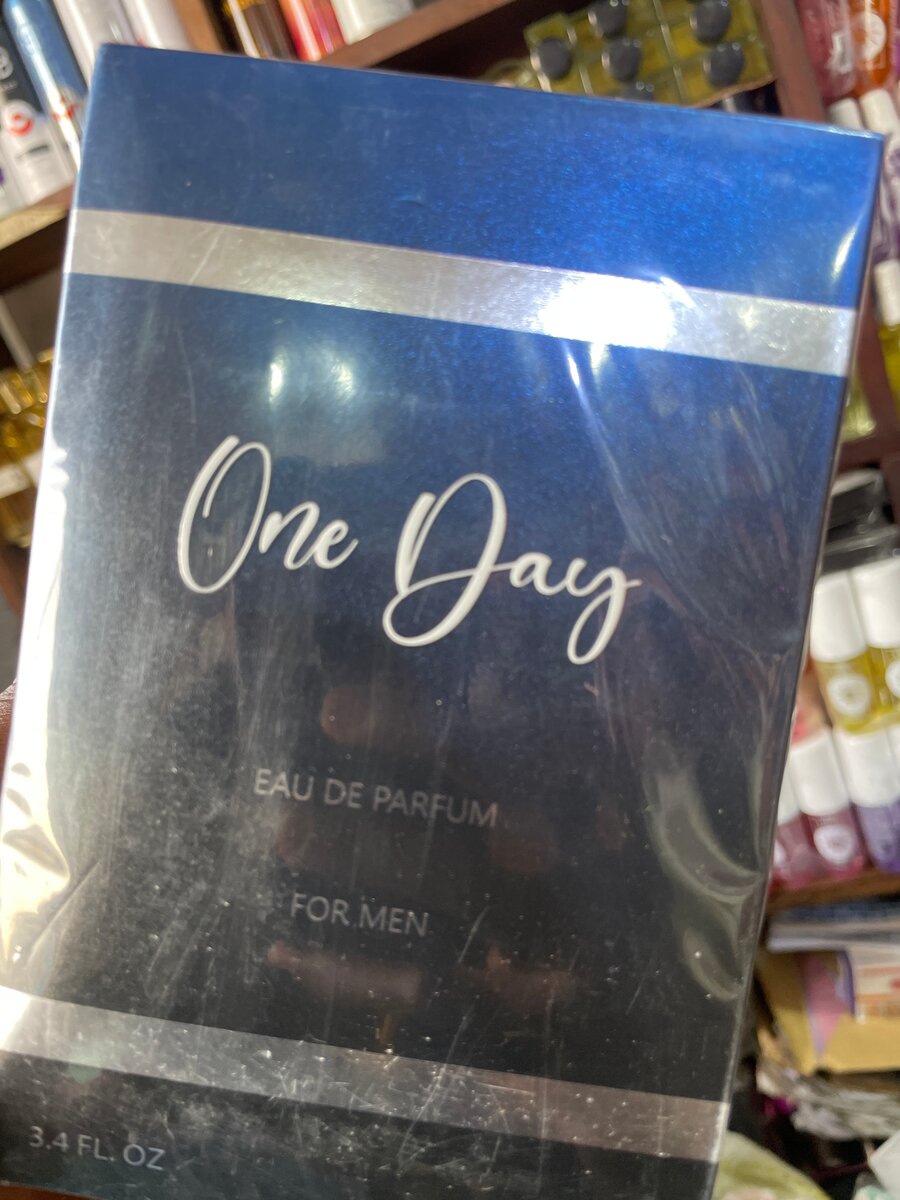 One Day
EAU DE PARFUM
FOR MEN
3.4 FL. OZ